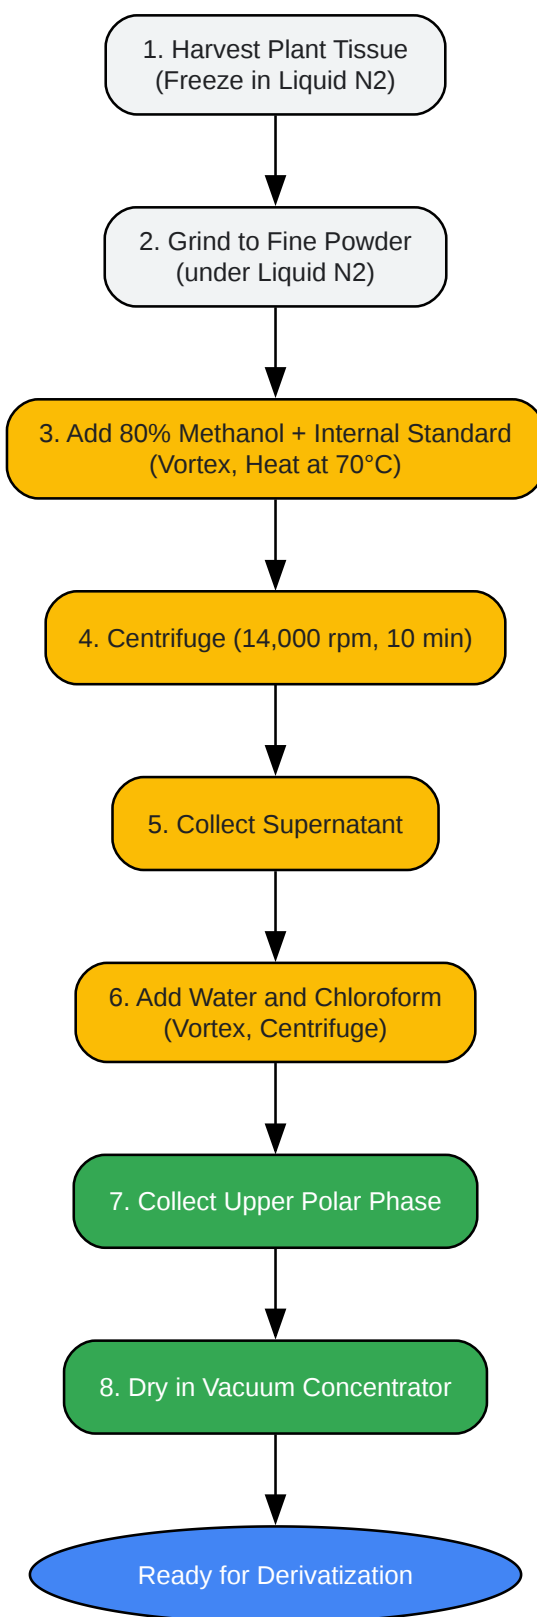 1. Harvest Plant Tissue
(Freeze in Liquid N2)
2. Grind to Fine Powder
(under Liquid N2)
3. Add 80% Methanol + Internal Standard
(Vortex, Heat at 70°C)
4. Centrifuge (14,000 rpm, 10 min)
5. Collect Supernatant
6. Add Water and Chloroform
(Vortex, Centrifuge)
7. Collect Upper Polar Phase
8. Dry in Vacuum Concentrator
Ready for Derivatization